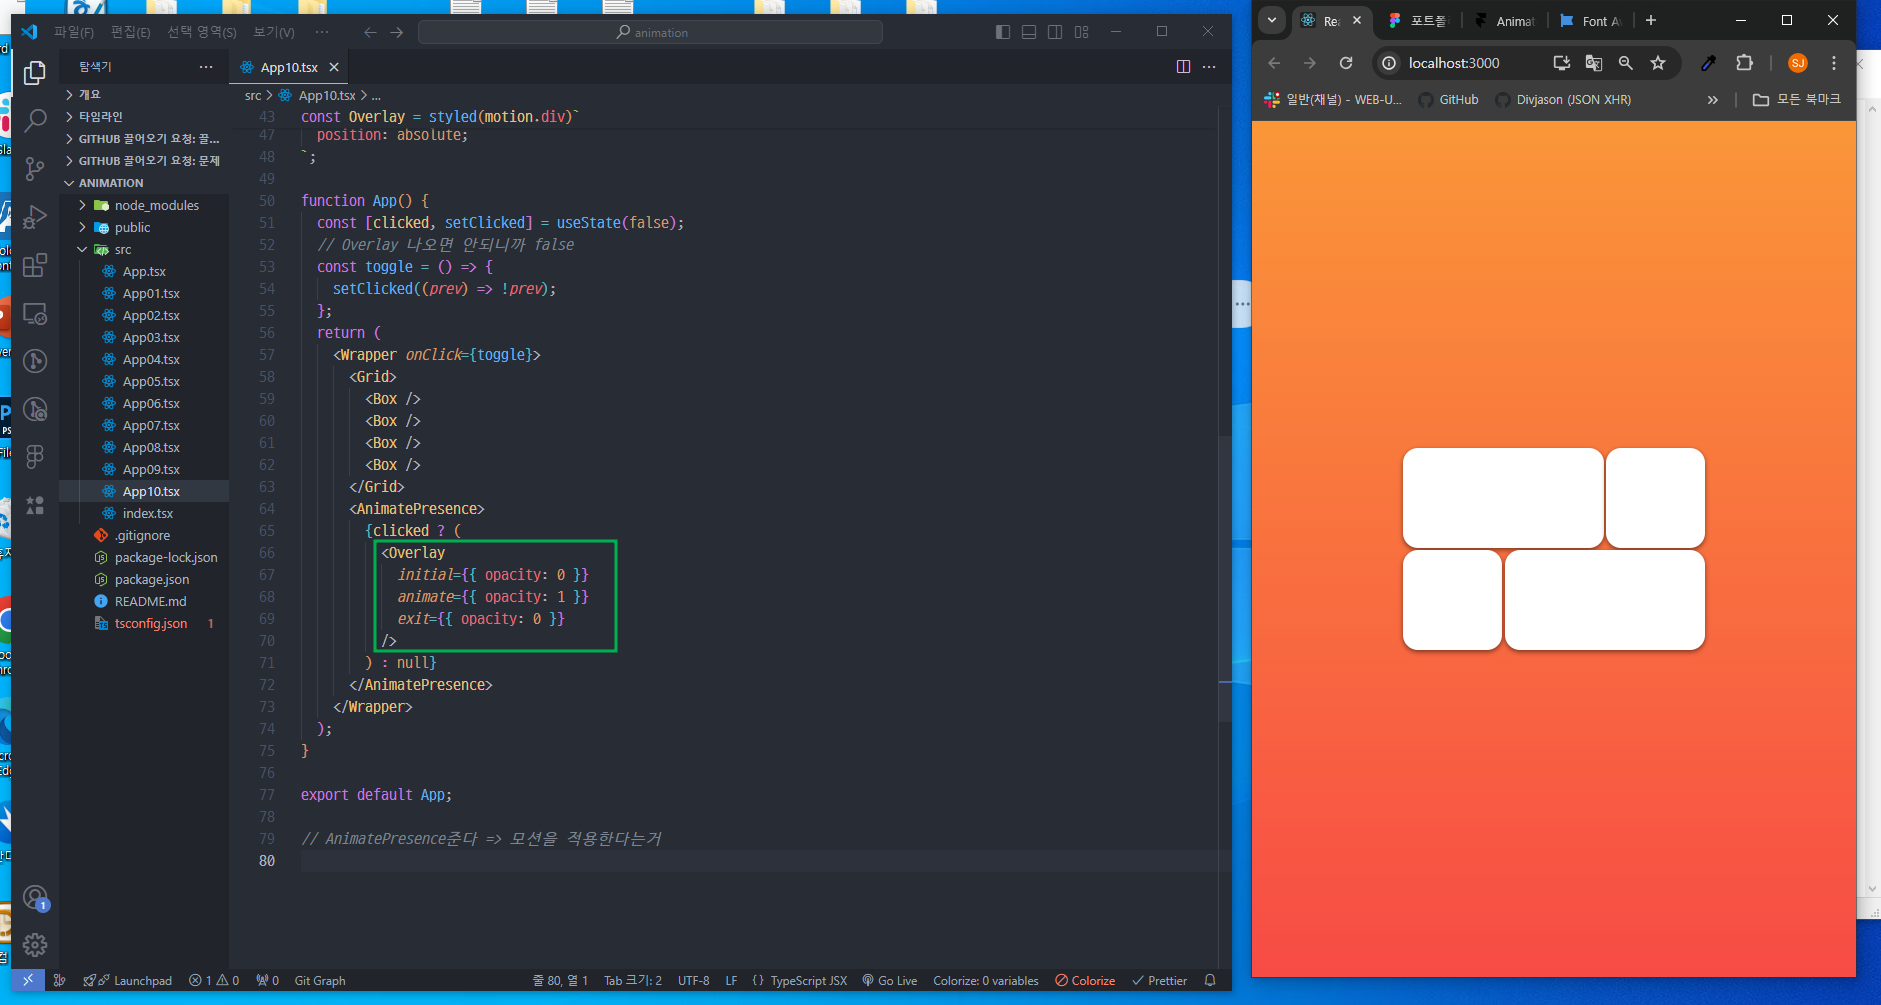 파일(F) 편집(E) 선택 영역(S) 보기(V) ··· animation
탐색기 ···
개요
타임라인
GITHUB 끌어오기 요청: 끌...
GITHUB 끌어오기 요청: 문제
ANIMATION
node_modules
public
src
App.tsx
App01.tsx
App02.tsx
App03.tsx
App04.tsx
App05.tsx
App06.tsx
App07.tsx
App08.tsx
App09.tsx
App10.tsx
index.tsx
.gitignore
package-lock.json
package.json
README.md
tsconfig.json 1
App10.tsx
src > App10.tsx > ...
43 const Overlay = styled(motion.div)`
47 position: absolute;
48 `;
49
50 function App() {
51 const [clicked, setClicked] = useState(false);
52 // Overlay 나오면 안되니까 false
53 const toggle = () => {
54 setClicked((prev) => !prev);
55 };
56 return (
57 <Wrapper onClick={toggle}>
58 <Grid>
59 <Box />
60 <Box />
61 <Box />
62 <Box />
63 </Grid>
64 <AnimatePresence>
65 {clicked ? (
66 <Overlay
67 initial={{ opacity: 0 }}
68 animate={{ opacity: 1 }}
69 exit={{ opacity: 0 }}
70 />
71 ) : null}
72 </AnimatePresence>
73 </Wrapper>
74 );
75 }
76
77 export default App;
78
79 // AnimatePresence준다 => 모션을 적용한다는거
80
1
Launchpad 1 0 0 Git Graph 줄 80, 열 1 Tab 크기: 2 UTF-8 LF {} TypeScript JSX Go Live Colorize: 0 variables Colorize Prettier
Rea 포트폴 Animat Font A
localhost:3000 SJ
일반(채널) - WEB-U... GitHub Divjason (JSON XHR) » 모든 북마크